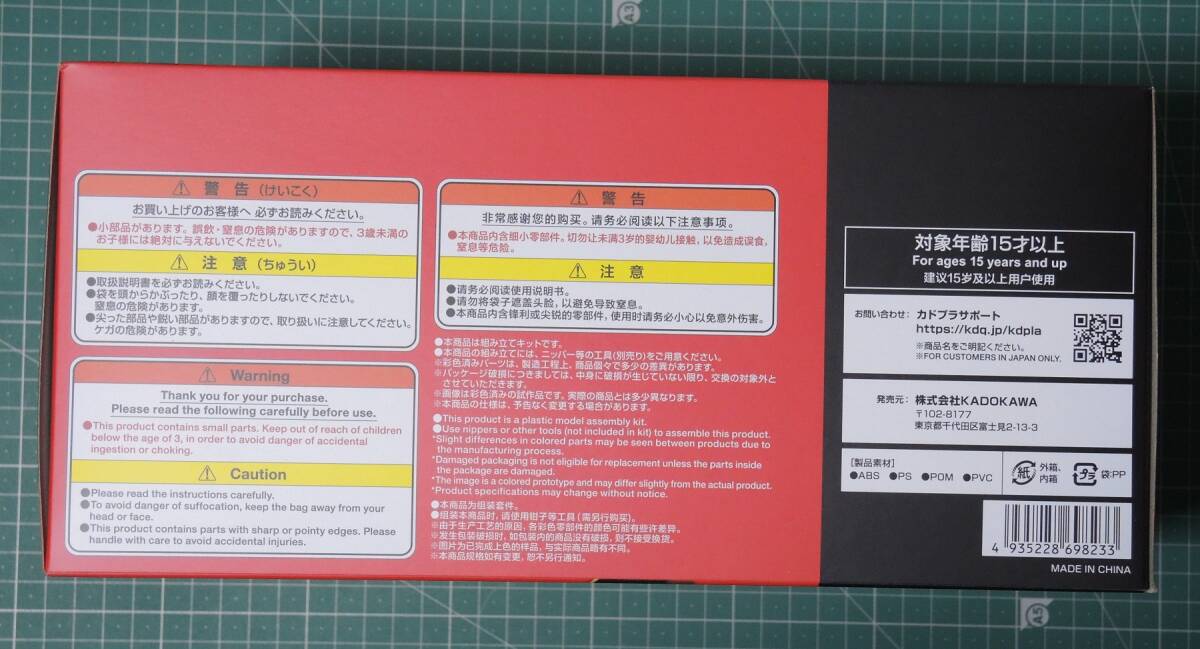 ⚠ 警告(けいこく)
お買い上げのお客様へ 必ずお読みください。
●小部品があります。誤飲・窒息の危険がありますので、3歳未満の
お子様には絶対に与えないでください。
⚠ 注意(ちゅうい)
●取扱説明書を必ずお読みください。
●袋を頭からかぶったり、顔を覆ったりしないでください。
窒息の危険があります。
●尖った部品や鋭い部品がありますので、取り扱いに注意してください。
ケガの危険があります。
⚠ Warning
Thank you for your purchase.
Please read the following carefully before use.
●This product contains small parts. Keep out of reach of children
below the age of 3, in order to avoid danger of accidental
ingestion or choking.
⚠ Caution
●Please read the instructions carefully.
●To avoid danger of suffocation, keep the bag away from your
head or face.
●This product contains parts with sharp or pointy edges. Please
handle with care to avoid accidental injuries.
⚠ 警告
非常感谢您的购买。请务必阅读以下注意事项。
●本商品内含细小零部件。切勿让未满3岁的婴幼儿接触,以免造成误食,
窒息等危险。
⚠ 注意
●请务必阅读使用说明书。
●请勿将袋子遮盖头脸,以避免导致窒息。
●本商品内含锋利或尖锐的零部件,使用时请务必小心以免意外伤害。
●本商品は組み立てキットです。
●本商品の組み立てには、ニッパー等の工具(別売り)をご用意ください。
※彩色済みパーツは、製造工程上、商品個々で多少の差異があります。
※パッケージ破損につきましては、中身に破損が生じていない限り、交換の対象外と
させていただきます。
※画像は彩色済みの試作品です。実際の商品とは多少異なります。
※本商品の仕様は、予告なく変更する場合があります。
●This product is a plastic model assembly kit.
●Use nippers or other tools (not included in kit) to assemble this product.
*Slight differences in colored parts may be seen between products due to
the manufacturing process.
*Damaged packaging is not eligible for replacement unless the parts inside
the package are damaged.
*The image is a colored prototype and may differ slightly from the actual product.
*Product specifications may change without notice.
●本商品为组装套件。
●组装本商品时,请使用钳子等工具(需另行购买)。
※由于生产工艺的原因,各彩色零部件的颜色可能有些许差异。
※发生包装破损时,如包装内的商品没有破损,则不接受换货。
※图片为已完成上色的样品,与实际商品略有不同。
※本商品规格如有变更,恕不另行通知。
対象年齢15才以上
For ages 15 years and up
建议15岁及以上用户使用
お問い合わせ: カドプラサポート
https://kdq.jp/kdpla
※商品名をご明記ください。
※FOR CUSTOMERS IN JAPAN ONLY.
発売元: 株式会社KADOKAWA
〒102-8177
東京都千代田区富士見2-13-3
[製品素材]
●ABS ●PS ●POM ●PVC
紙 外箱、
内箱
プラ 袋:PP
4 935228 698233
MADE IN CHINA
A3
A5